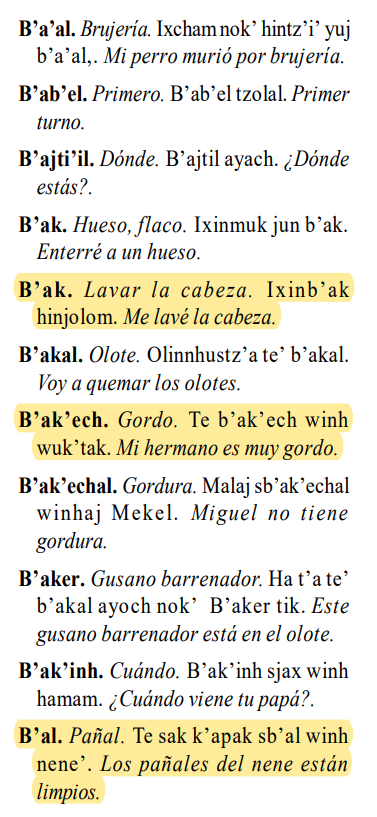 B’a’al. Brujería. Ixcham nok’ hintz’i’ yuj
b’a’al,. Mi perro murió por brujería.
B’ab’el. Primero. B’ab’el tzolal. Primer
turno.
B’ajti’il. Dónde. B’ajtil ayach. ¿Dónde
estás?.
B’ak. Hueso, flaco. Ixinmuk jun b’ak.
Enterré a un hueso.
B’ak. Lavar la cabeza. Ixinb’ak
hinjolom. Me lavé la cabeza.
B’akal. Olote. Olinnhustz’a te’ b’akal.
Voy a quemar los olotes.
B’ak’ech. Gordo. Te b’ak’ech winh
wuk’tak. Mi hermano es muy gordo.
B’ak’echal. Gordura. Malaj sb’ak’echal
winhaj Mekel. Miguel no tiene
gordura.
B’aker. Gusano barrenador. Ha t’a te’
b’akal ayoch nok’ B’aker tik. Este
gusano barrenador está en el olote.
B’ak’inh. Cuándo. B’ak’inh sjax winh
hamam. ¿Cuándo viene tu papá?.
B’al. Pañal. Te sak k’apak sb’al winh
nene’. Los pañales del nene están
limpios.